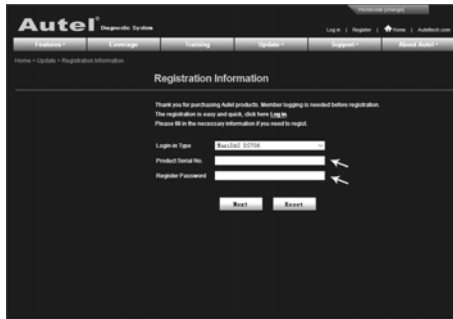 Worldwide [change]
Autel® Diagnostic System
Log in | Register | Home | Auteltech.com
Features Coverage Training Update Support About Autel
Home > Update > Registration Information
Registration Information
Thank you for purchasing Autel products. Member logging is needed before registration.
The registration is easy and quick, click here Log in.
Please fill in the necessary information if you need to regist.
Login-in Type MaxiDAS DS708
Product Serial No.
Register Password
Next Reset